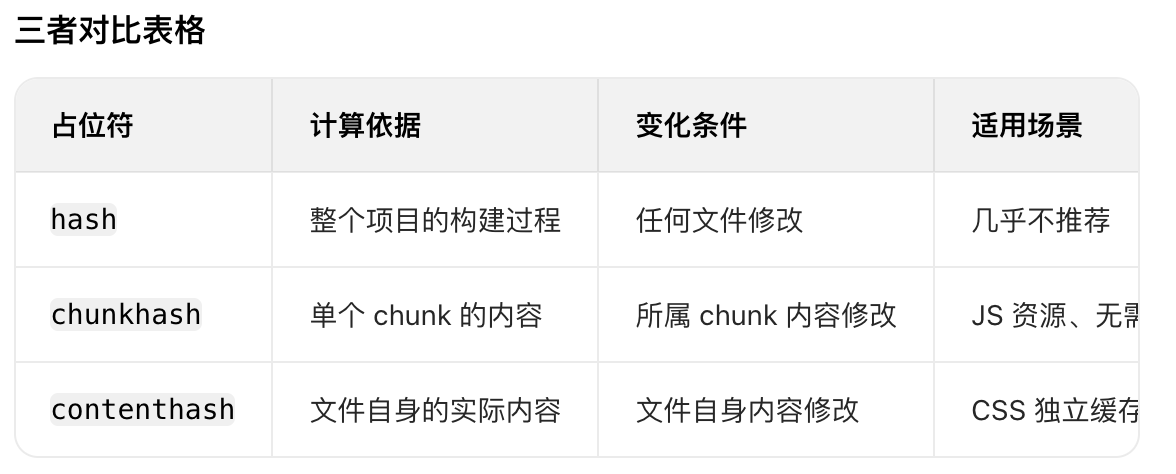 三者对比表格
占位符 计算依据 变化条件 适用场景
hash 整个项目的构建过程 任何文件修改 几乎不推荐
chunkhash 单个 chunk 的内容 所属 chunk 内容修改 JS 资源、无
contenthash 文件自身的实际内容 文件自身内容修改 CSS 独立缓存